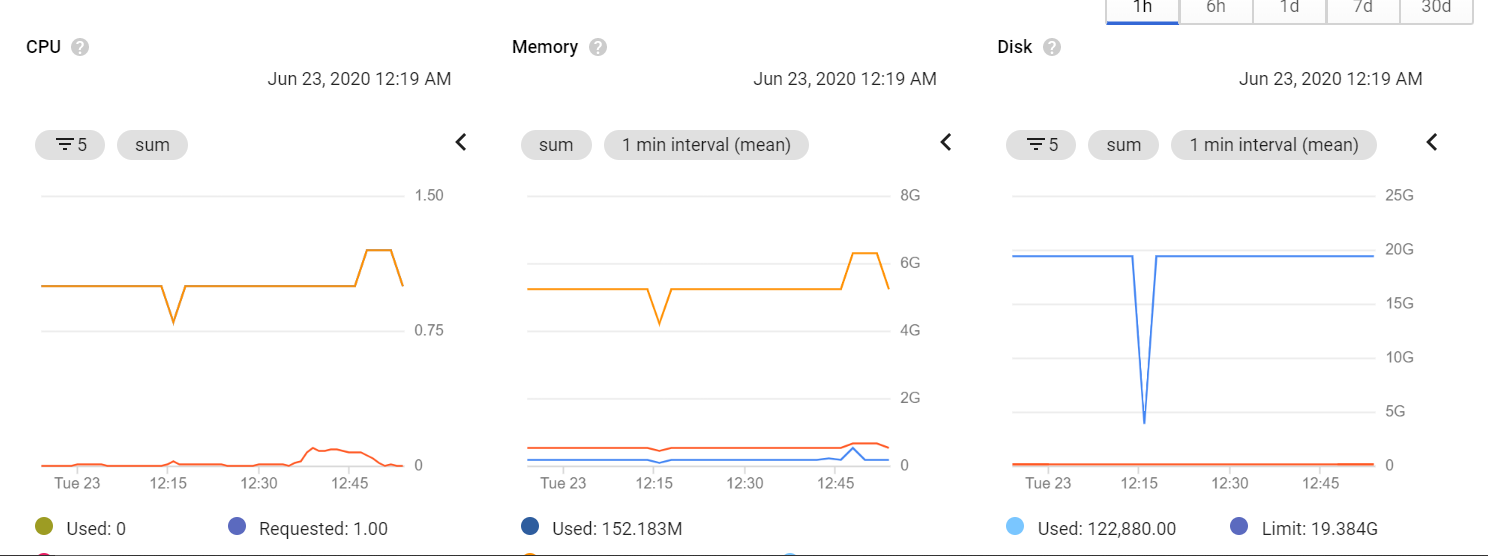 1h 6h 1d 7d 30d
CPU ? Memory ? Disk ?
Jun 23, 2020 12:19 AM Jun 23, 2020 12:19 AM Jun 23, 2020 12:19 AM
5 sum sum 1 min interval (mean) 5 sum 1 min interval (mean)
1.50 8G 25G
20G
6G
15G
0.75 4G
10G
2G
5G
0 0 0
Tue 23 12:15 12:30 12:45 Tue 23 12:15 12:30 12:45 Tue 23 12:15 12:30 12:45
Used: 0 Requested: 1.00 Used: 152.183M Used: 122,880.00 Limit: 19.384G